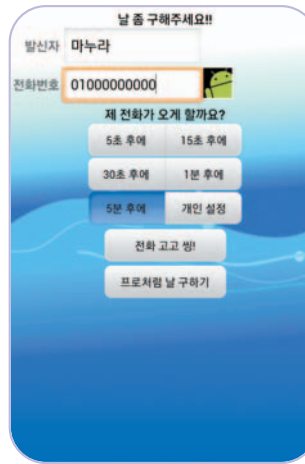 날 좀 구해주세요!!
발신자 마누라
전화번호 01000000000
제 전화가 오게 할까요?
5초 후에 15초 후에
30초 후에 1분 후에
5분 후에 개인 설정
전화 고고 씽!
프로처럼 날 구하기